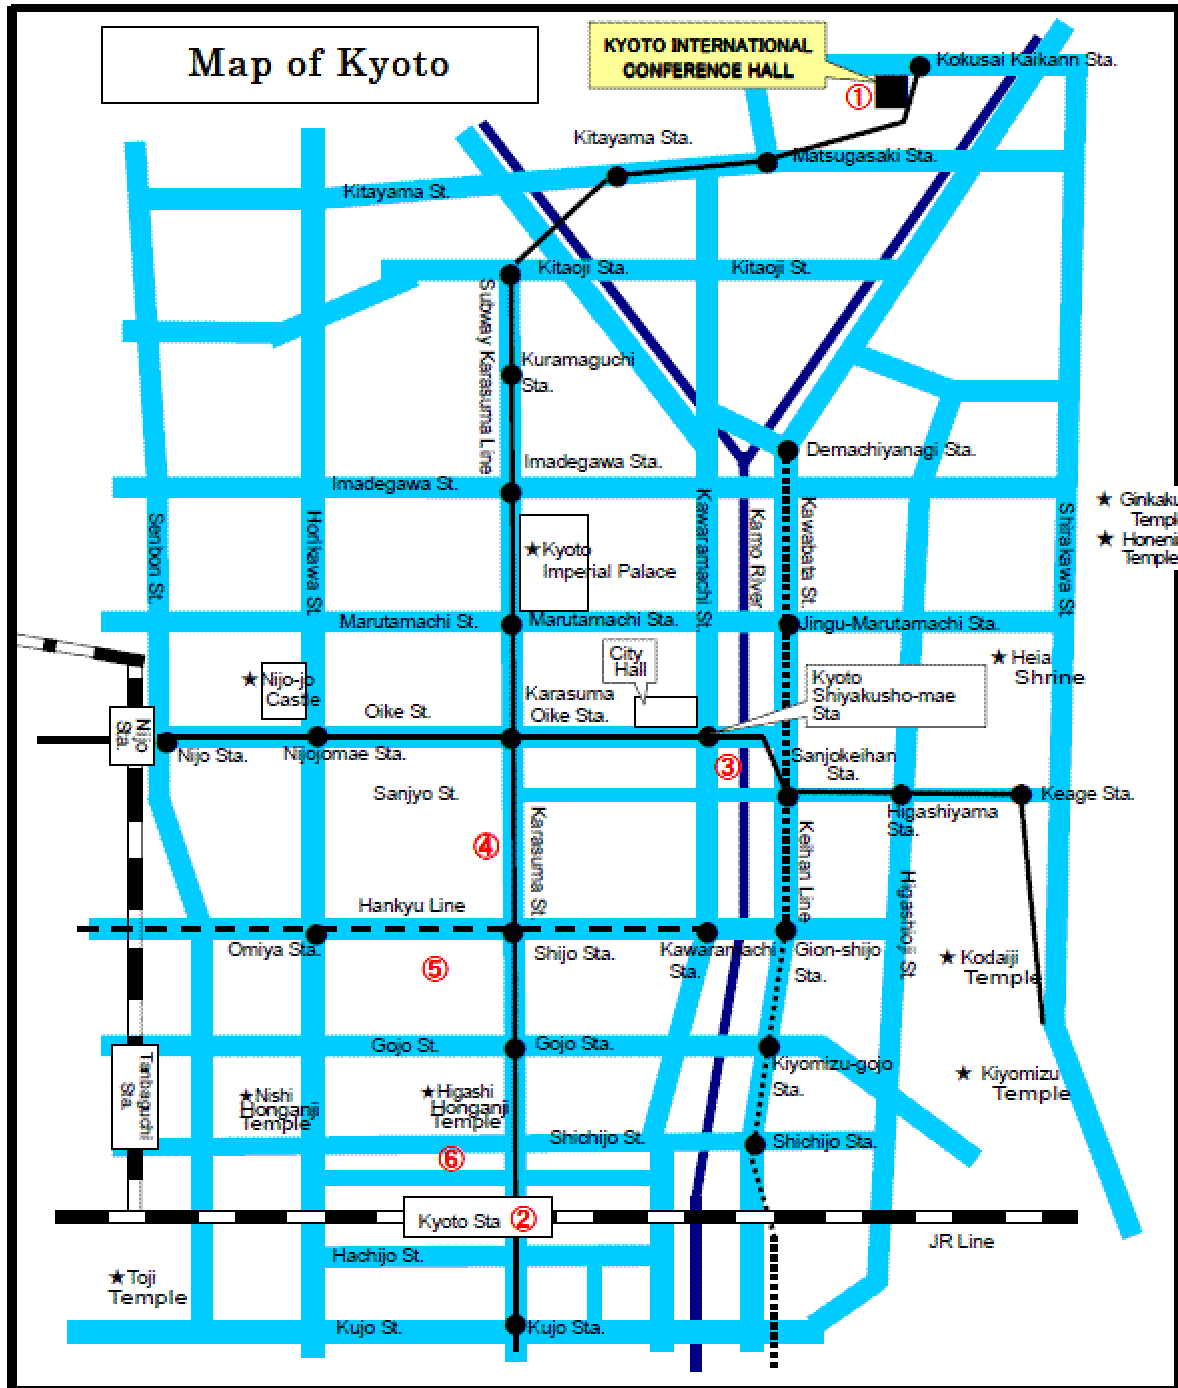 Map of Kyoto
KYOTO INTERNATIONAL
CONFERENCE HALL
①
Kokusai Kaikann Sta.
Kitayama Sta.
Matsugasaki Sta.
Kitayama St.
Kitaoji Sta.
Kitaoji St.
Subway Karasuma Line
Kuramaguchi
Sta.
Demachiyanagi Sta.
Imadegawa Sta.
Imadegawa St.
Senbon St.
Horikawa St.
Kawaramachi St.
Kamo River
Kawabata St.
Shirakawa St.
★ Ginkaku
Templ
★ Honeni
Temple
★Kyoto
Imperial Palace
Marutamachi St.
Marutamachi Sta.
Jingu-Marutamachi Sta.
City
Hall
★ Heia
Shrine
Kyoto
Shiyakusho-mae
Sta
★Nijo-jo
Castle
Karasuma
Oike Sta.
Oike St.
Nijo
Sta.
Nijo Sta.
Nijojomae Sta.
③
Sanjokeihan
Sta.
Sanjyo St.
Higashiyama
Sta.
Keage Sta.
④
Karasuma St.
Keihan Line
Higashioji St.
Hankyu Line
Omiya Sta.
Shijo Sta.
Kawaramachi
Sta.
Gion-shijo
Sta.
⑤
★ Kodaiji
Temple
Gojo St.
Gojo Sta.
Kiyomizu-gojo
Sta.
★ Kiyomizu
Temple
Tanbaguchi
Sta.
★Nishi
Honganji
Temple
★Higashi
Honganji
Temple
Shichijo St.
Shichijo Sta.
⑥
Kyoto Sta ②
JR Line
Hachijo St.
★Toji
Temple
Kujo St.
Kujo Sta.